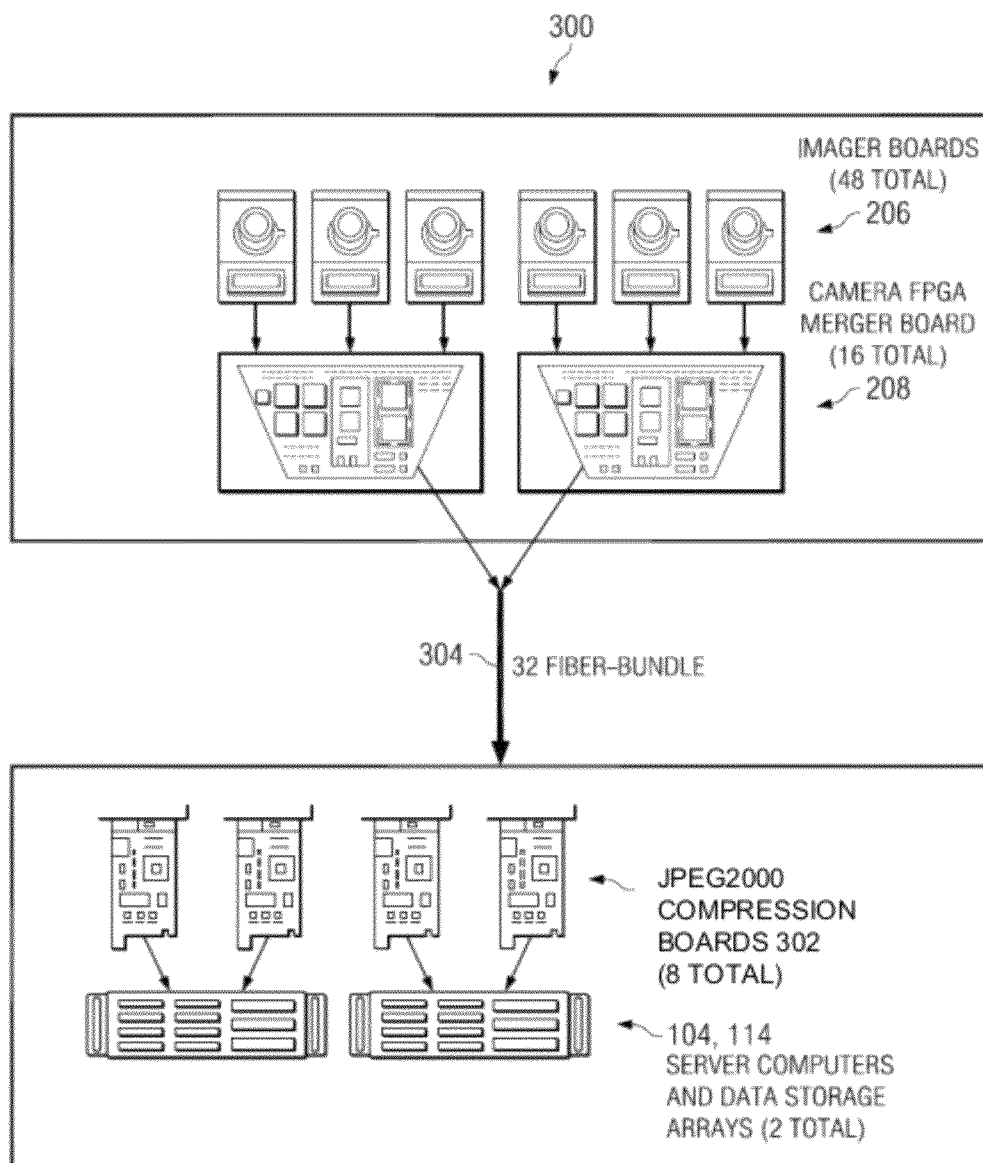 300
IMAGER BOARDS
(48 TOTAL)
206
CAMERA FPGA
MERGER BOARD
(16 TOTAL)
208
304
32 FIBER-BUNDLE
JPEG2000
COMPRESSION
BOARDS 302
(8 TOTAL)
104, 114
SERVER COMPUTERS
AND DATA STORAGE
ARRAYS (2 TOTAL)